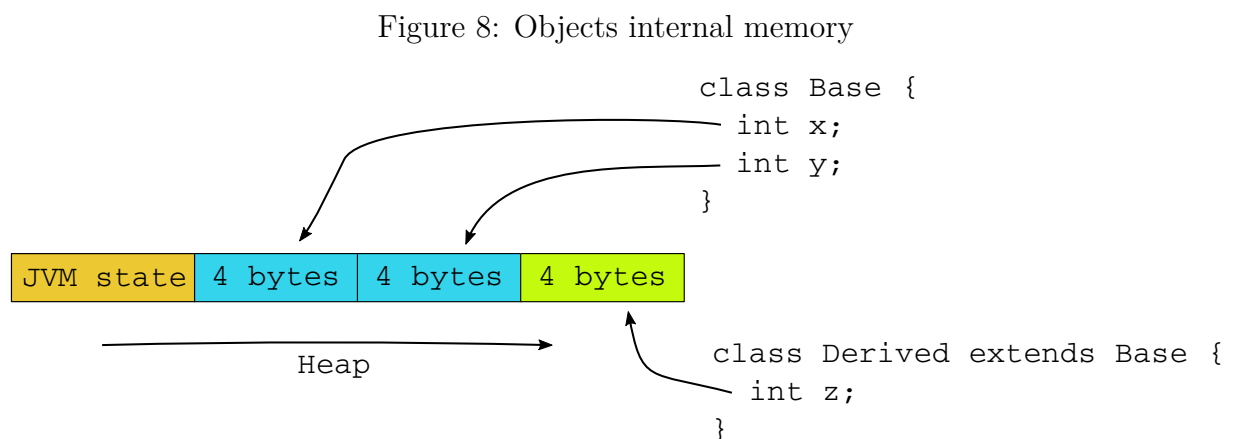 Figure 8: Objects internal memory
class Base {
int x;
int y;
}
JVM state 4 bytes 4 bytes 4 bytes
Heap
class Derived extends Base {
int z;
}